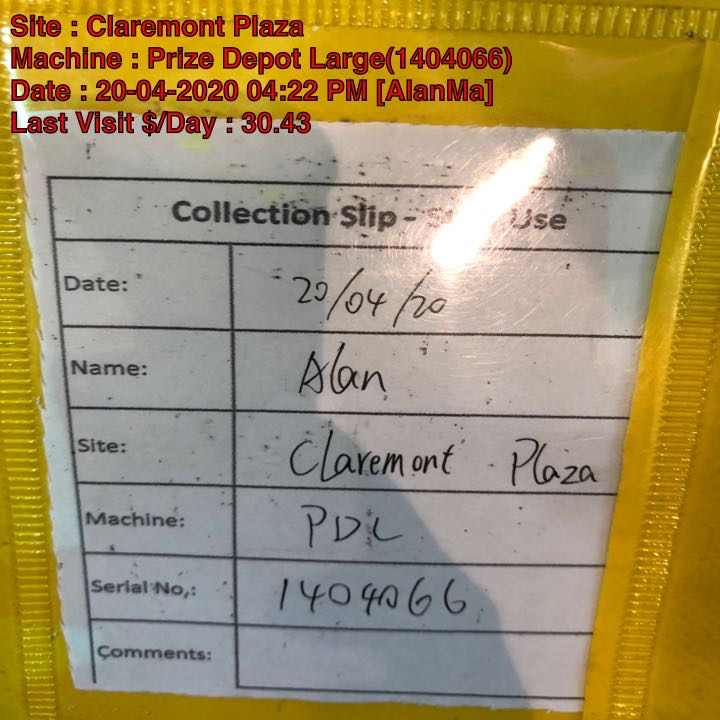 Site : Claremont Plaza
Machine : Prize Depot Large(1404066)
Date : 20-04-2020 04:22 PM [AlanMa]
Last Visit $/Day : 30.43
Collection Slip - Use
Date: 20/04/20
Name: Alan
Site: Claremont Plaza
Machine: PDL
Serial No,: 1404066
Comments: